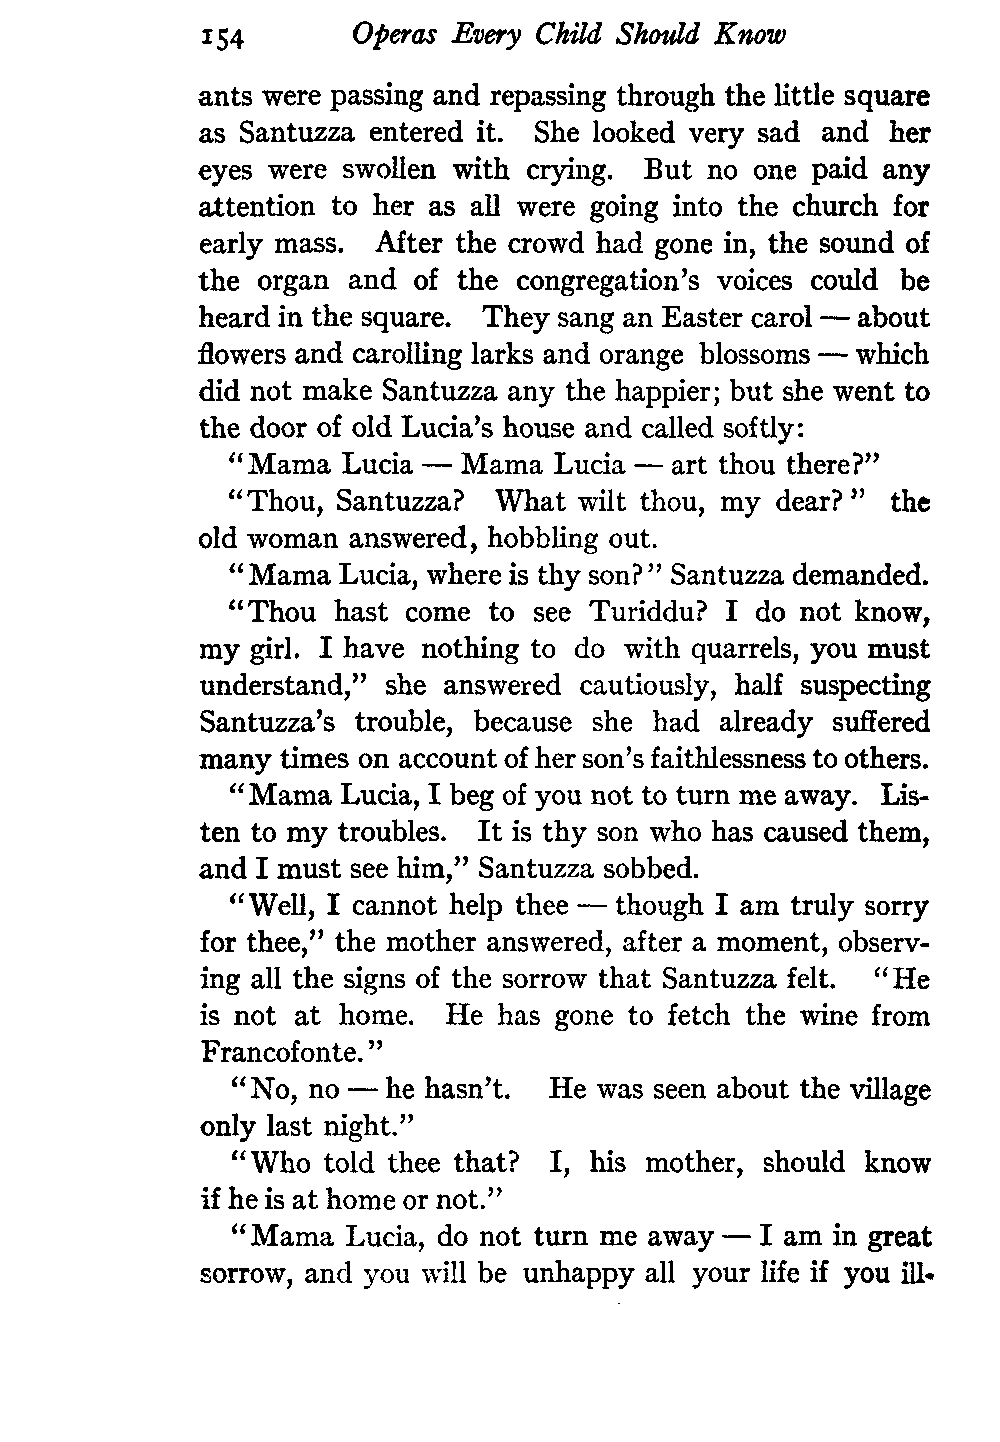 154 Operas Every Child Should Know
ants were passing and repassing through the little square
as Santuzza entered it. She looked very sad and her
eyes were swollen with crying. But no one paid any
attention to her as all were going into the church for
early mass. After the crowd had gone in, the sound of
the organ and of the congregation's voices could be
heard in the square. They sang an Easter carol — about
flowers and carolling larks and orange blossoms — which
did not make Santuzza any the happier; but she went to
the door of old Lucia's house and called softly:
"Mama Lucia — Mama Lucia — art thou there?"
"Thou, Santuzza? What wilt thou, my dear?" the
old woman answered, hobbling out.
"Mama Lucia, where is thy son?" Santuzza demanded.
"Thou hast come to see Turiddu? I do not know,
my girl. I have nothing to do with quarrels, you must
understand," she answered cautiously, half suspecting
Santuzza's trouble, because she had already suffered
many times on account of her son's faithlessness to others.
"Mama Lucia, I beg of you not to turn me away. Lis-
ten to my troubles. It is thy son who has caused them,
and I must see him," Santuzza sobbed.
"Well, I cannot help thee — though I am truly sorry
for thee," the mother answered, after a moment, observ-
ing all the signs of the sorrow that Santuzza felt. "He
is not at home. He has gone to fetch the wine from
Francofonte."
"No, no — he hasn't. He was seen about the village
only last night."
"Who told thee that? I, his mother, should know
if he is at home or not."
"Mama Lucia, do not turn me away — I am in great
sorrow, and you will be unhappy all your life if you ill-